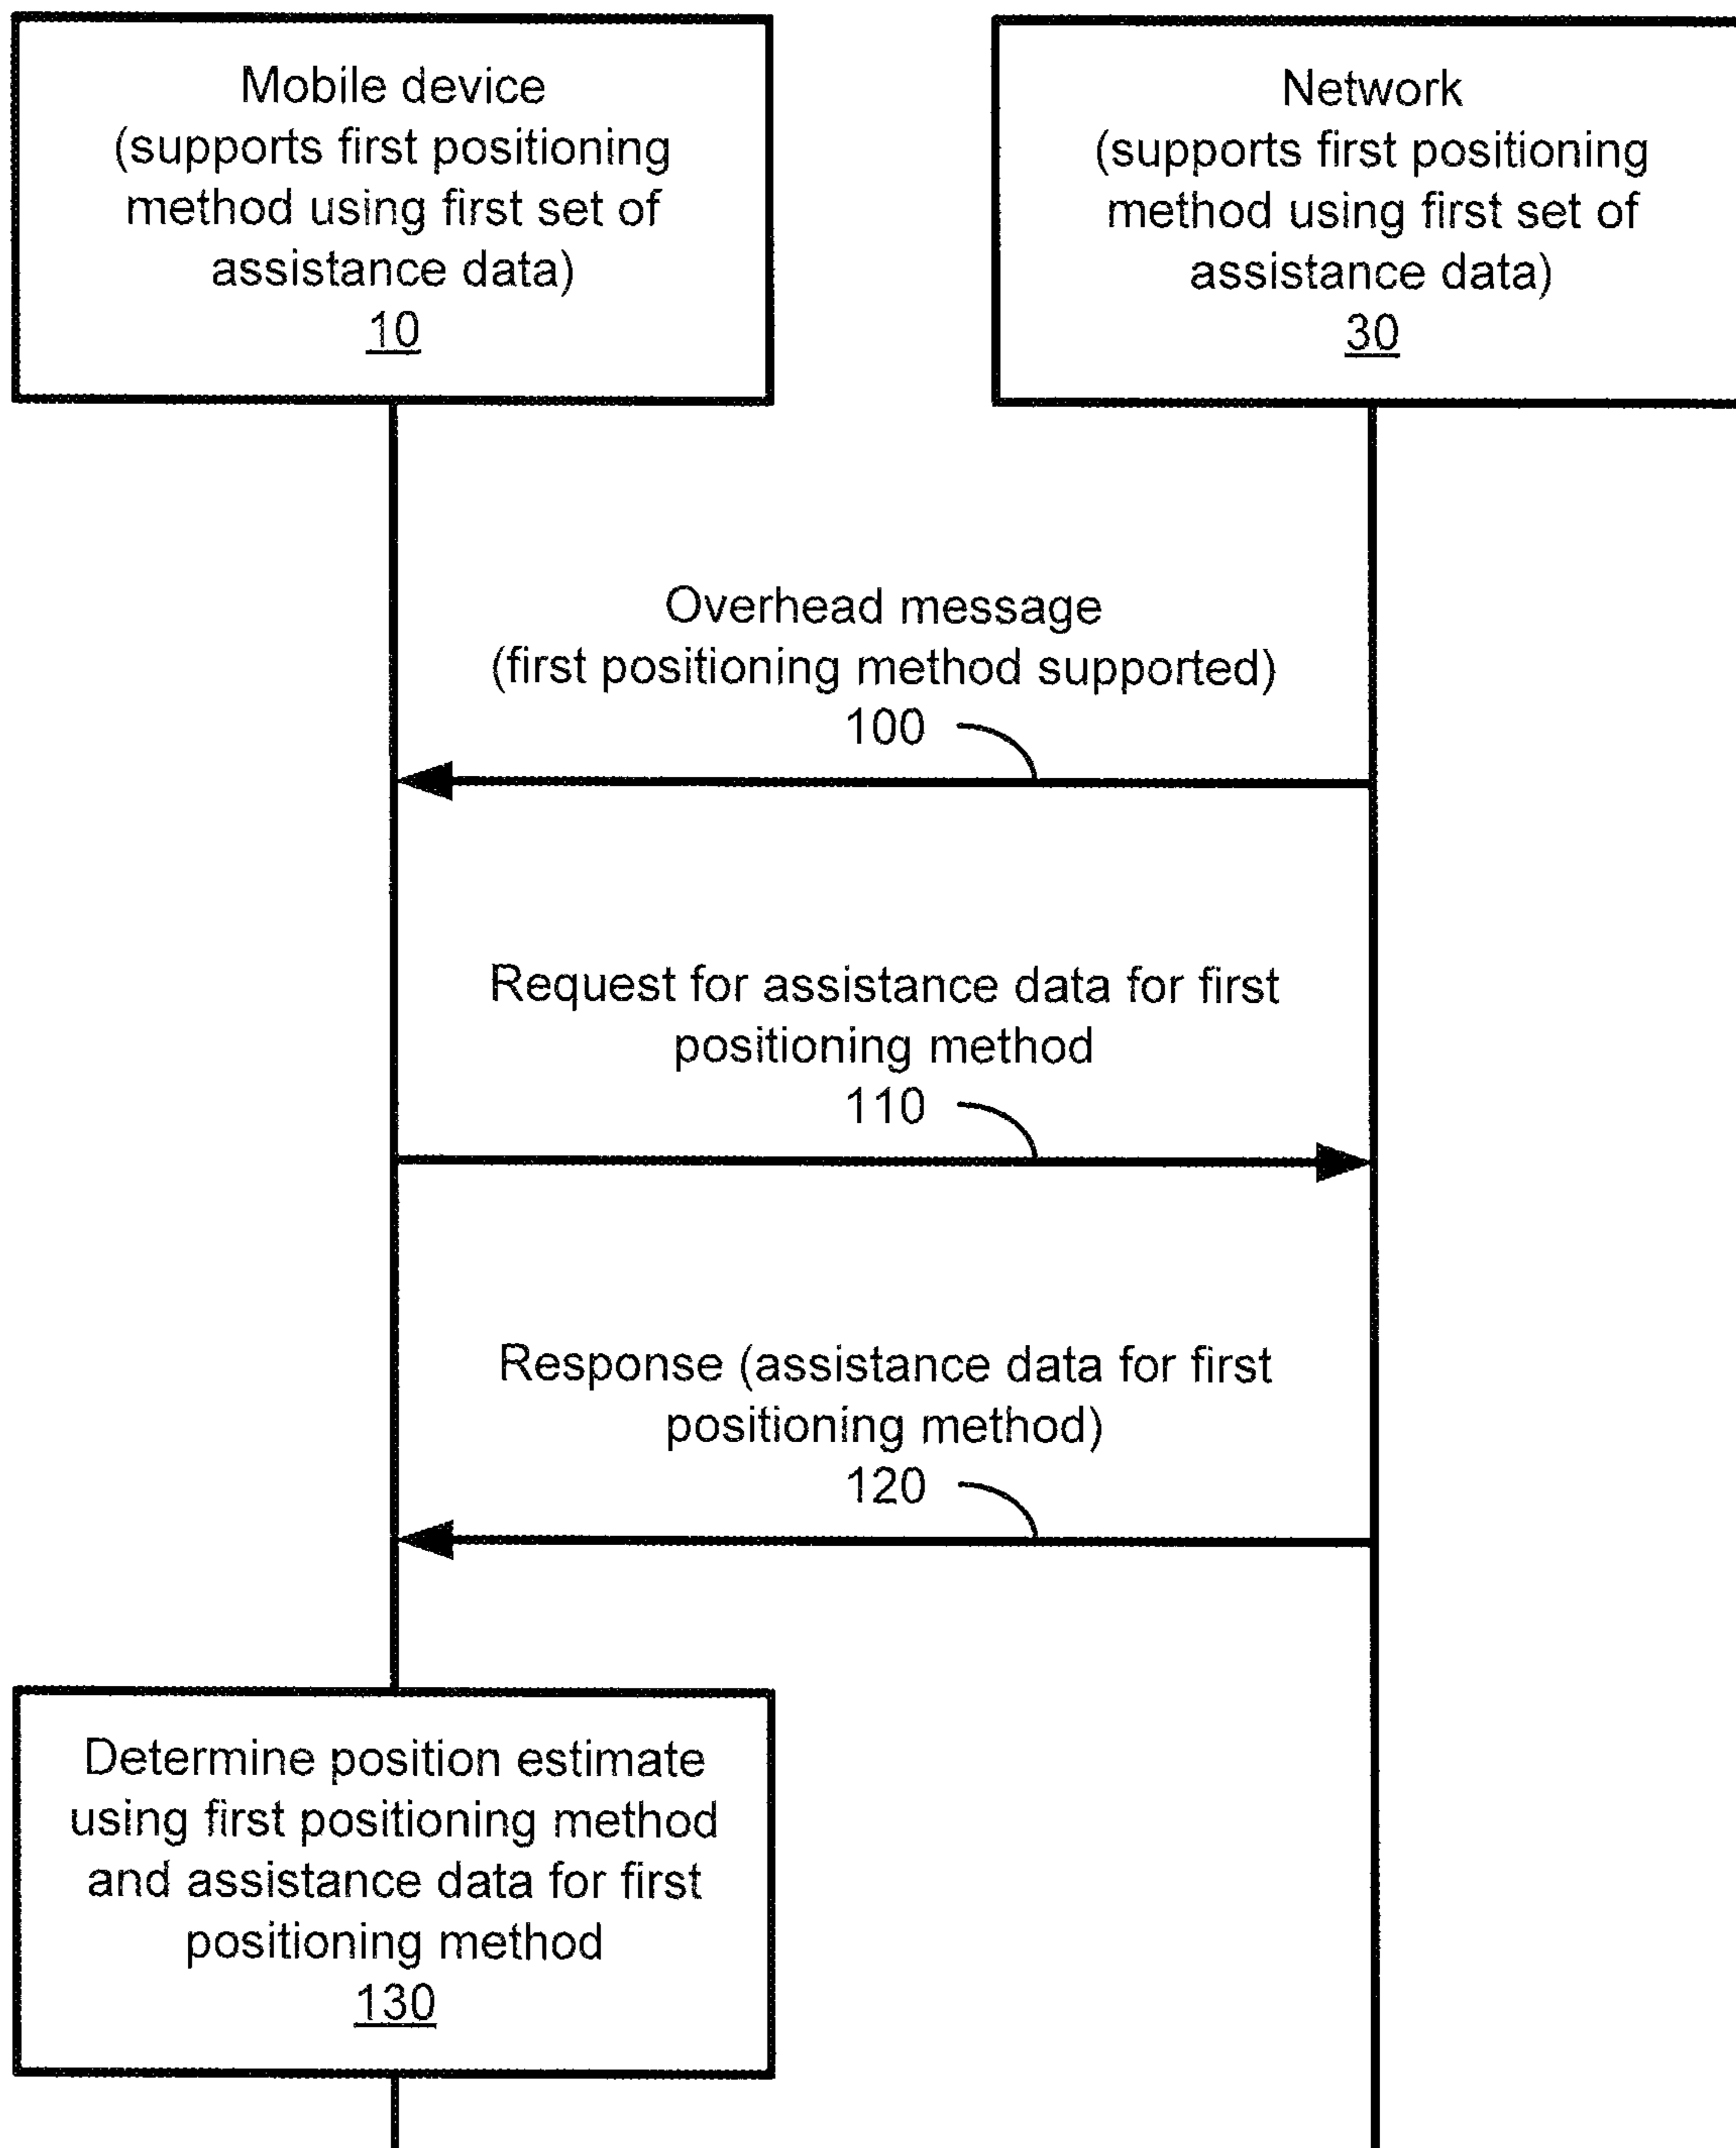 Mobile device
(supports first positioning
method using first set of
assistance data)
10
Network
(supports first positioning
method using first set of
assistance data)
30
Overhead message
(first positioning method supported)
100
Request for assistance data for first
positioning method
110
Response (assistance data for first
positioning method)
120
Determine position estimate
using first positioning method
and assistance data for first
positioning method
130